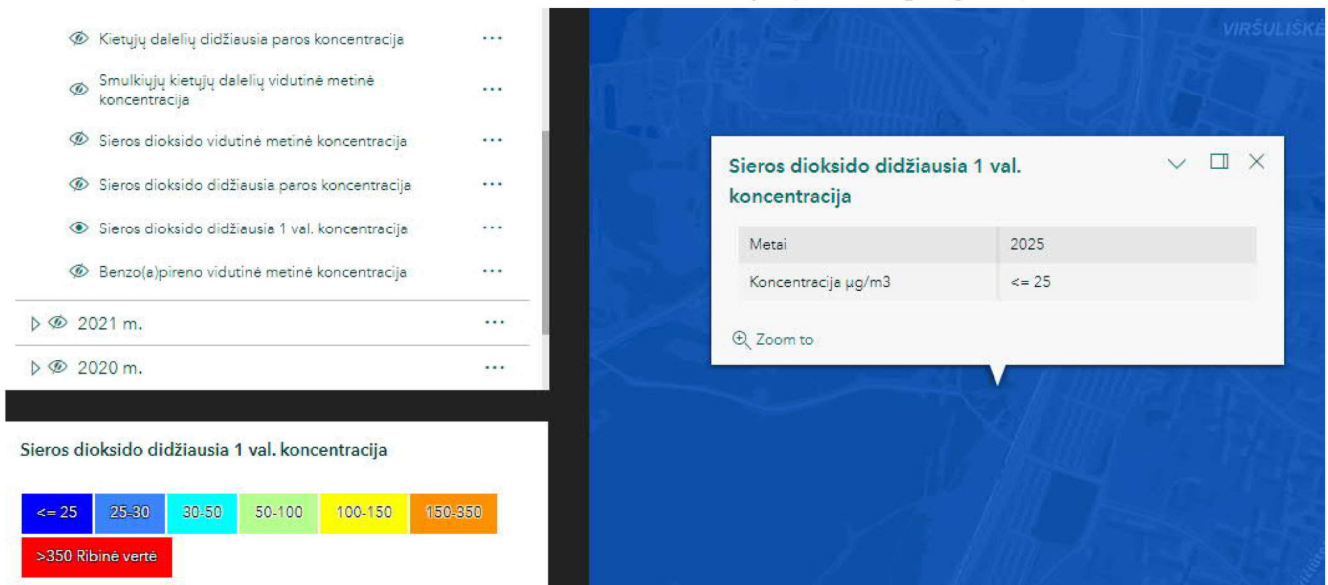 Kietųjų dalelių didžiausia paros koncentracija
Smulkiųjų kietųjų dalelių vidutinė metinė
koncentracija
Sieros dioksido vidutinė metinė koncentracija
Sieros dioksido didžiausia paros koncentracija
Sieros dioksido didžiausia 1 val. koncentracija
Benzo(a)pireno vidutinė metinė koncentracija
2021 m.
2020 m.
Sieros dioksido didžiausia 1 val. koncentracija
<= 25 25-30 30-50 50-100 100-150 150-350
>350 Ribinė vertė
VIRŠULIŠKĖ
Sieros dioksido didžiausia 1 val.
koncentracija
Metai 2025
Koncentracija µg/m3 <= 25
Zoom to